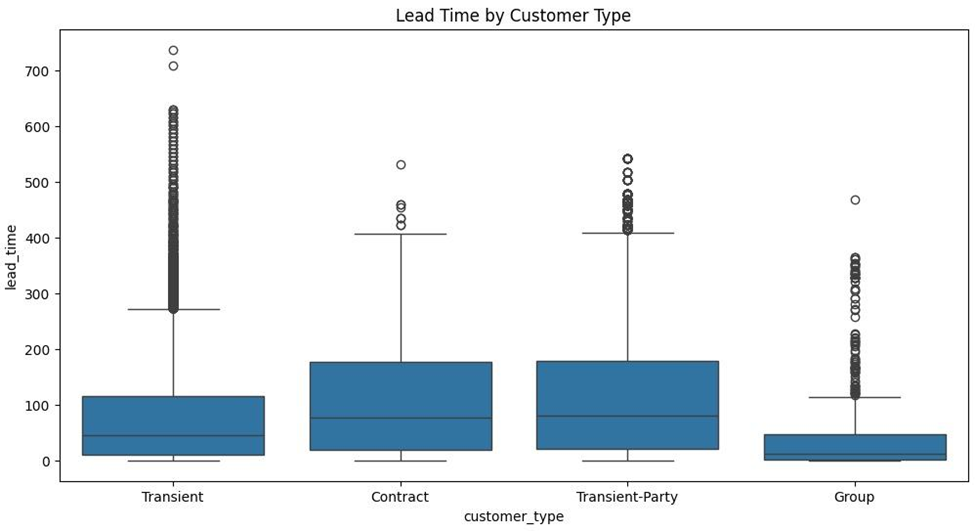 Lead Time by Customer Type
lead_time
700
600
500
400
300
200
100
0
Transient Contract Transient-Party Group
customer_type